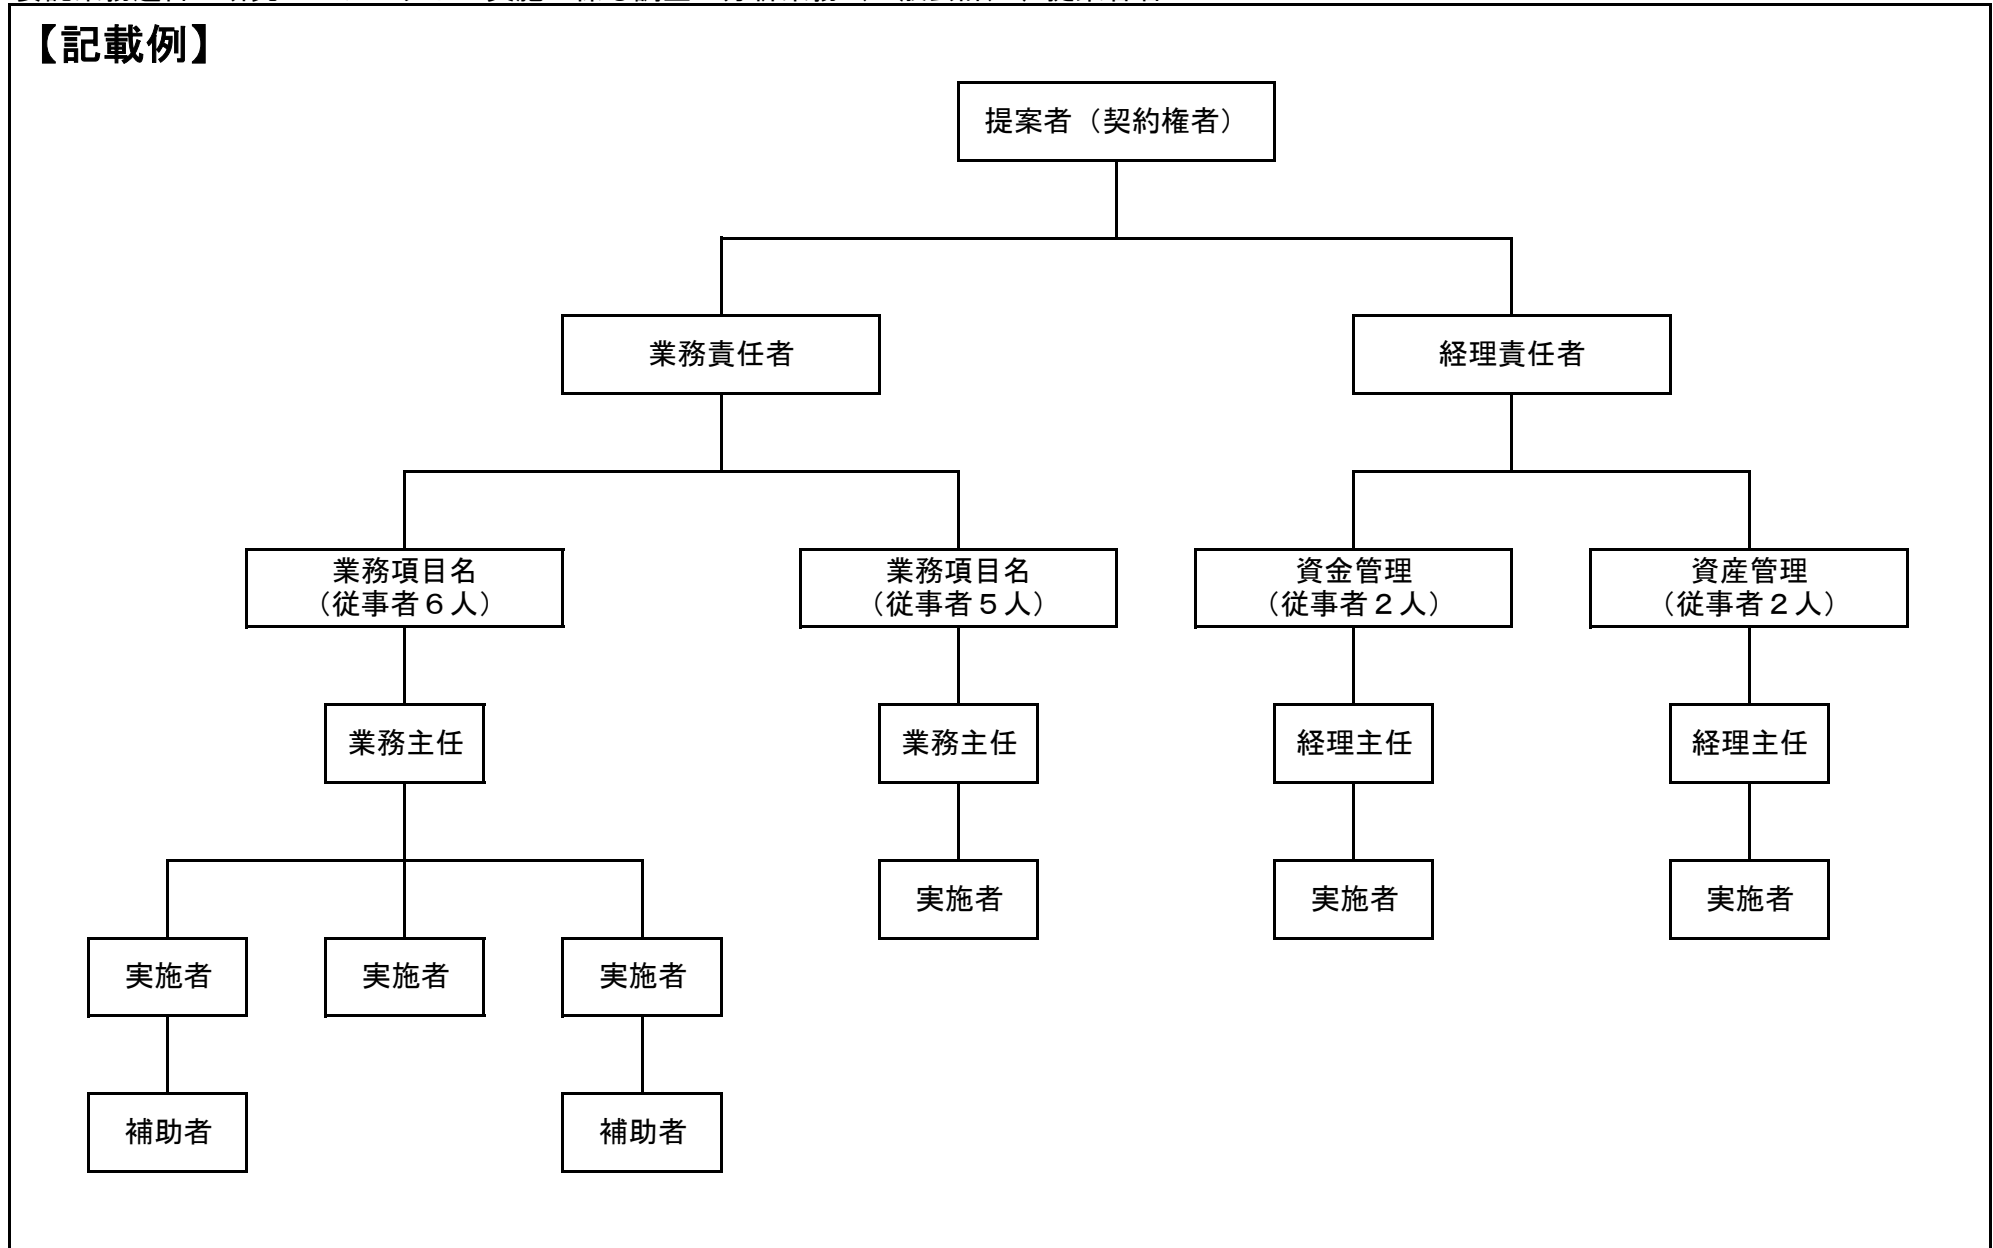 【記載例】
提案者（契約権者）
業務責任者
経理責任者
業務項目名
（従事者６人）
業務項目名
（従事者５人）
資金管理
（従事者２人）
資産管理
（従事者２人）
業務主任
業務主任
経理主任
経理主任
実施者
実施者
実施者
実施者
実施者
実施者
補助者
補助者